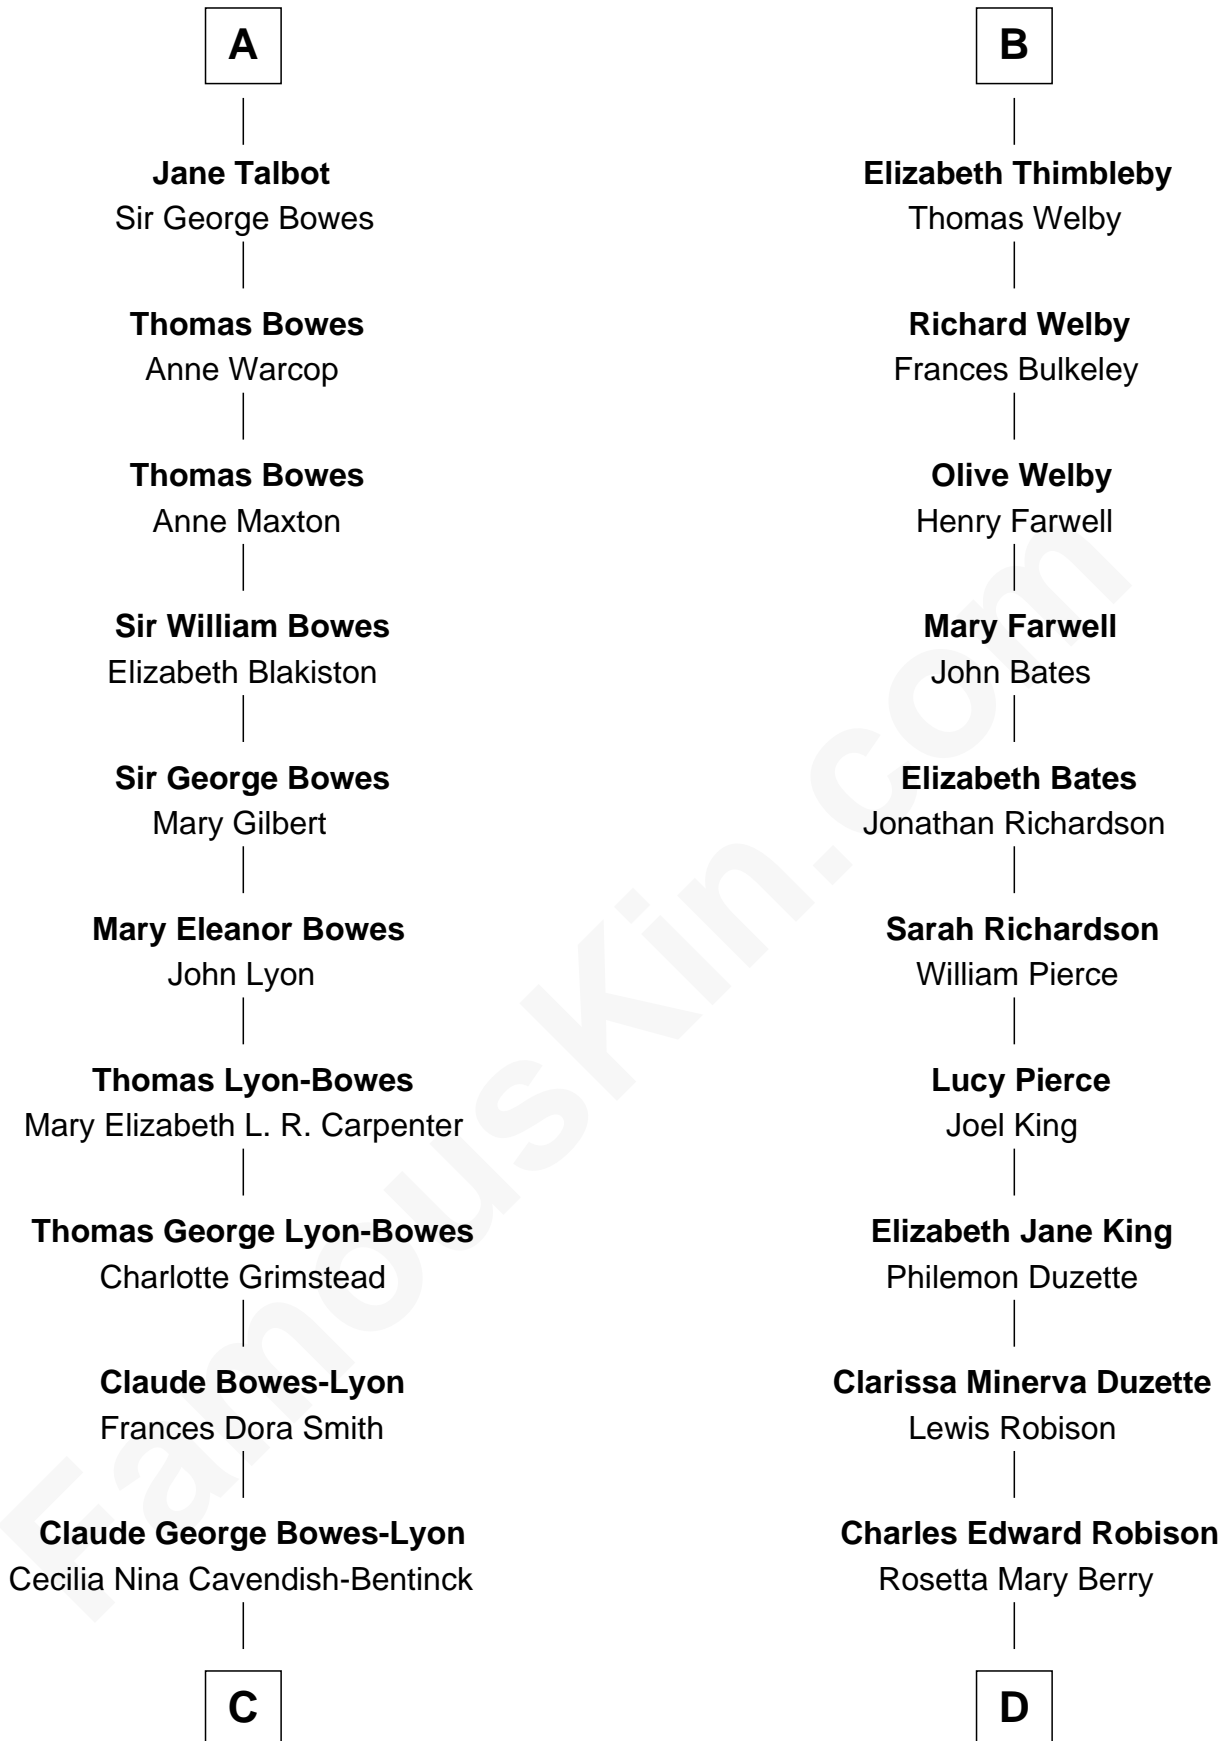 A
Jane Talbot
Sir George Bowes
Thomas Bowes
Anne Warcop
Thomas Bowes
Anne Maxton
Sir William Bowes
Elizabeth Blakiston
Sir George Bowes
Mary Gilbert
Mary Eleanor Bowes
John Lyon
Thomas Lyon-Bowes
Mary Elizabeth L. R. Carpenter
Thomas George Lyon-Bowes
Charlotte Grimstead
Claude Bowes-Lyon
Frances Dora Smith
Claude George Bowes-Lyon
Cecilia Nina Cavendish-Bentinck
C
B
Elizabeth Thimbleby
Thomas Welby
Richard Welby
Frances Bulkeley
Olive Welby
Henry Farwell
Mary Farwell
John Bates
Elizabeth Bates
Jonathan Richardson
Sarah Richardson
William Pierce
Lucy Pierce
Joel King
Elizabeth Jane King
Philemon Duzette
Clarissa Minerva Duzette
Lewis Robison
Charles Edward Robison
Rosetta Mary Berry
D
FamousKin.com